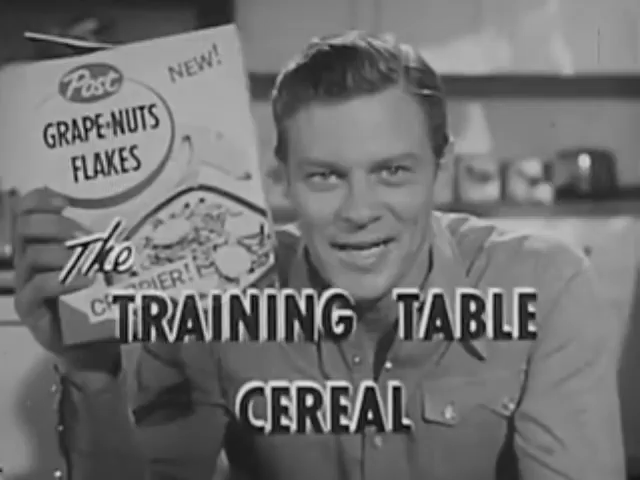 Post
NEW!
GRAPE-NUTS
FLAKES
CRISPIER!
The
TRAINING TABLE
CEREAL